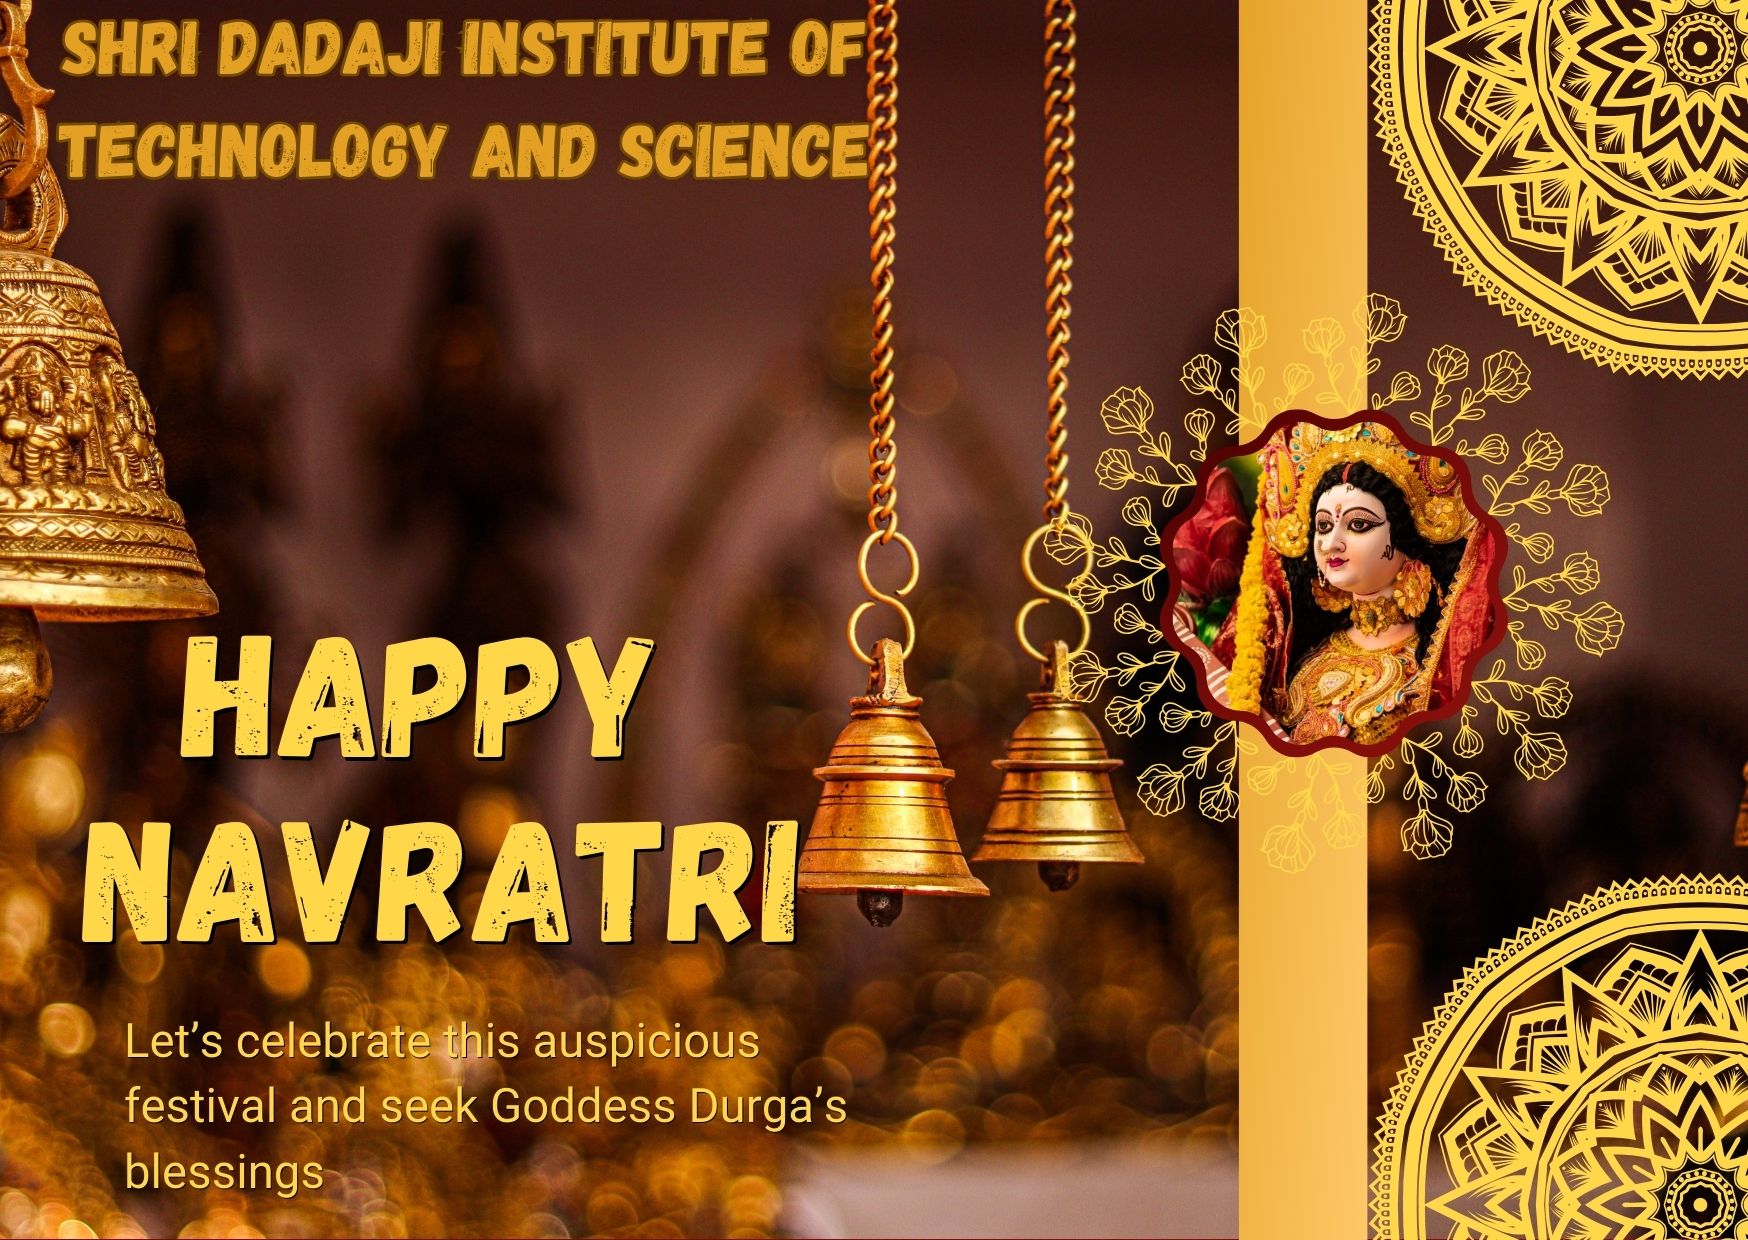 SHRI DADAJI INSTITUTE OF
TECHNOLOGY AND SCIENCE
HAPPY
NAVRATRI
Let’s celebrate this auspicious
festival and seek Goddess Durga’s
blessings